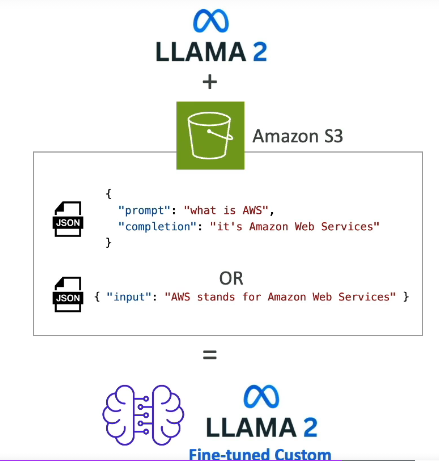 LLAMA 2
+
Amazon S3
{
"prompt": "what is AWS",
"completion": "it's Amazon Web Services"
}
JSON
OR
{ "input": "AWS stands for Amazon Web Services" }
JSON
=
LLAMA 2
Fine-tuned Custom